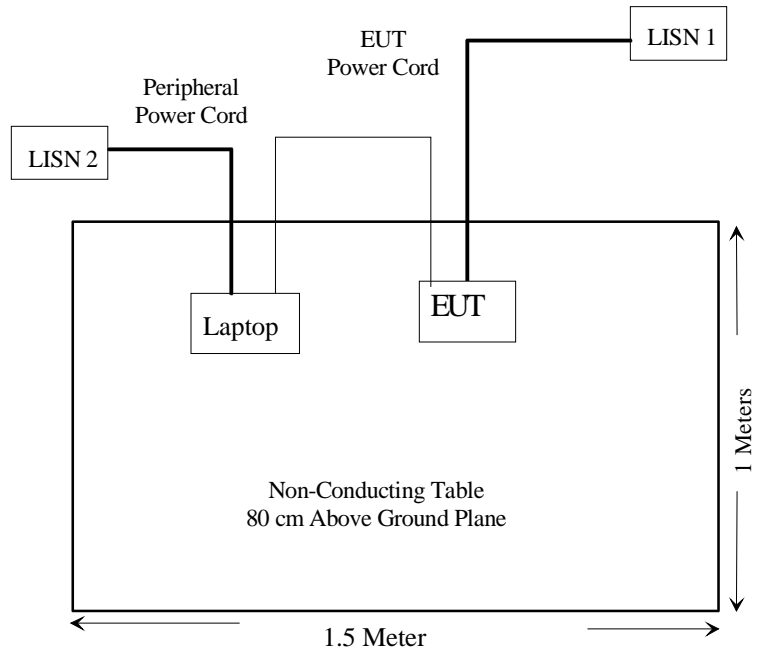 LISN 1
EUT
Power Cord
Peripheral
Power Cord
LISN 2
Laptop
EUT
1 Meters
Non-Conducting Table
80 cm Above Ground Plane
1.5 Meter